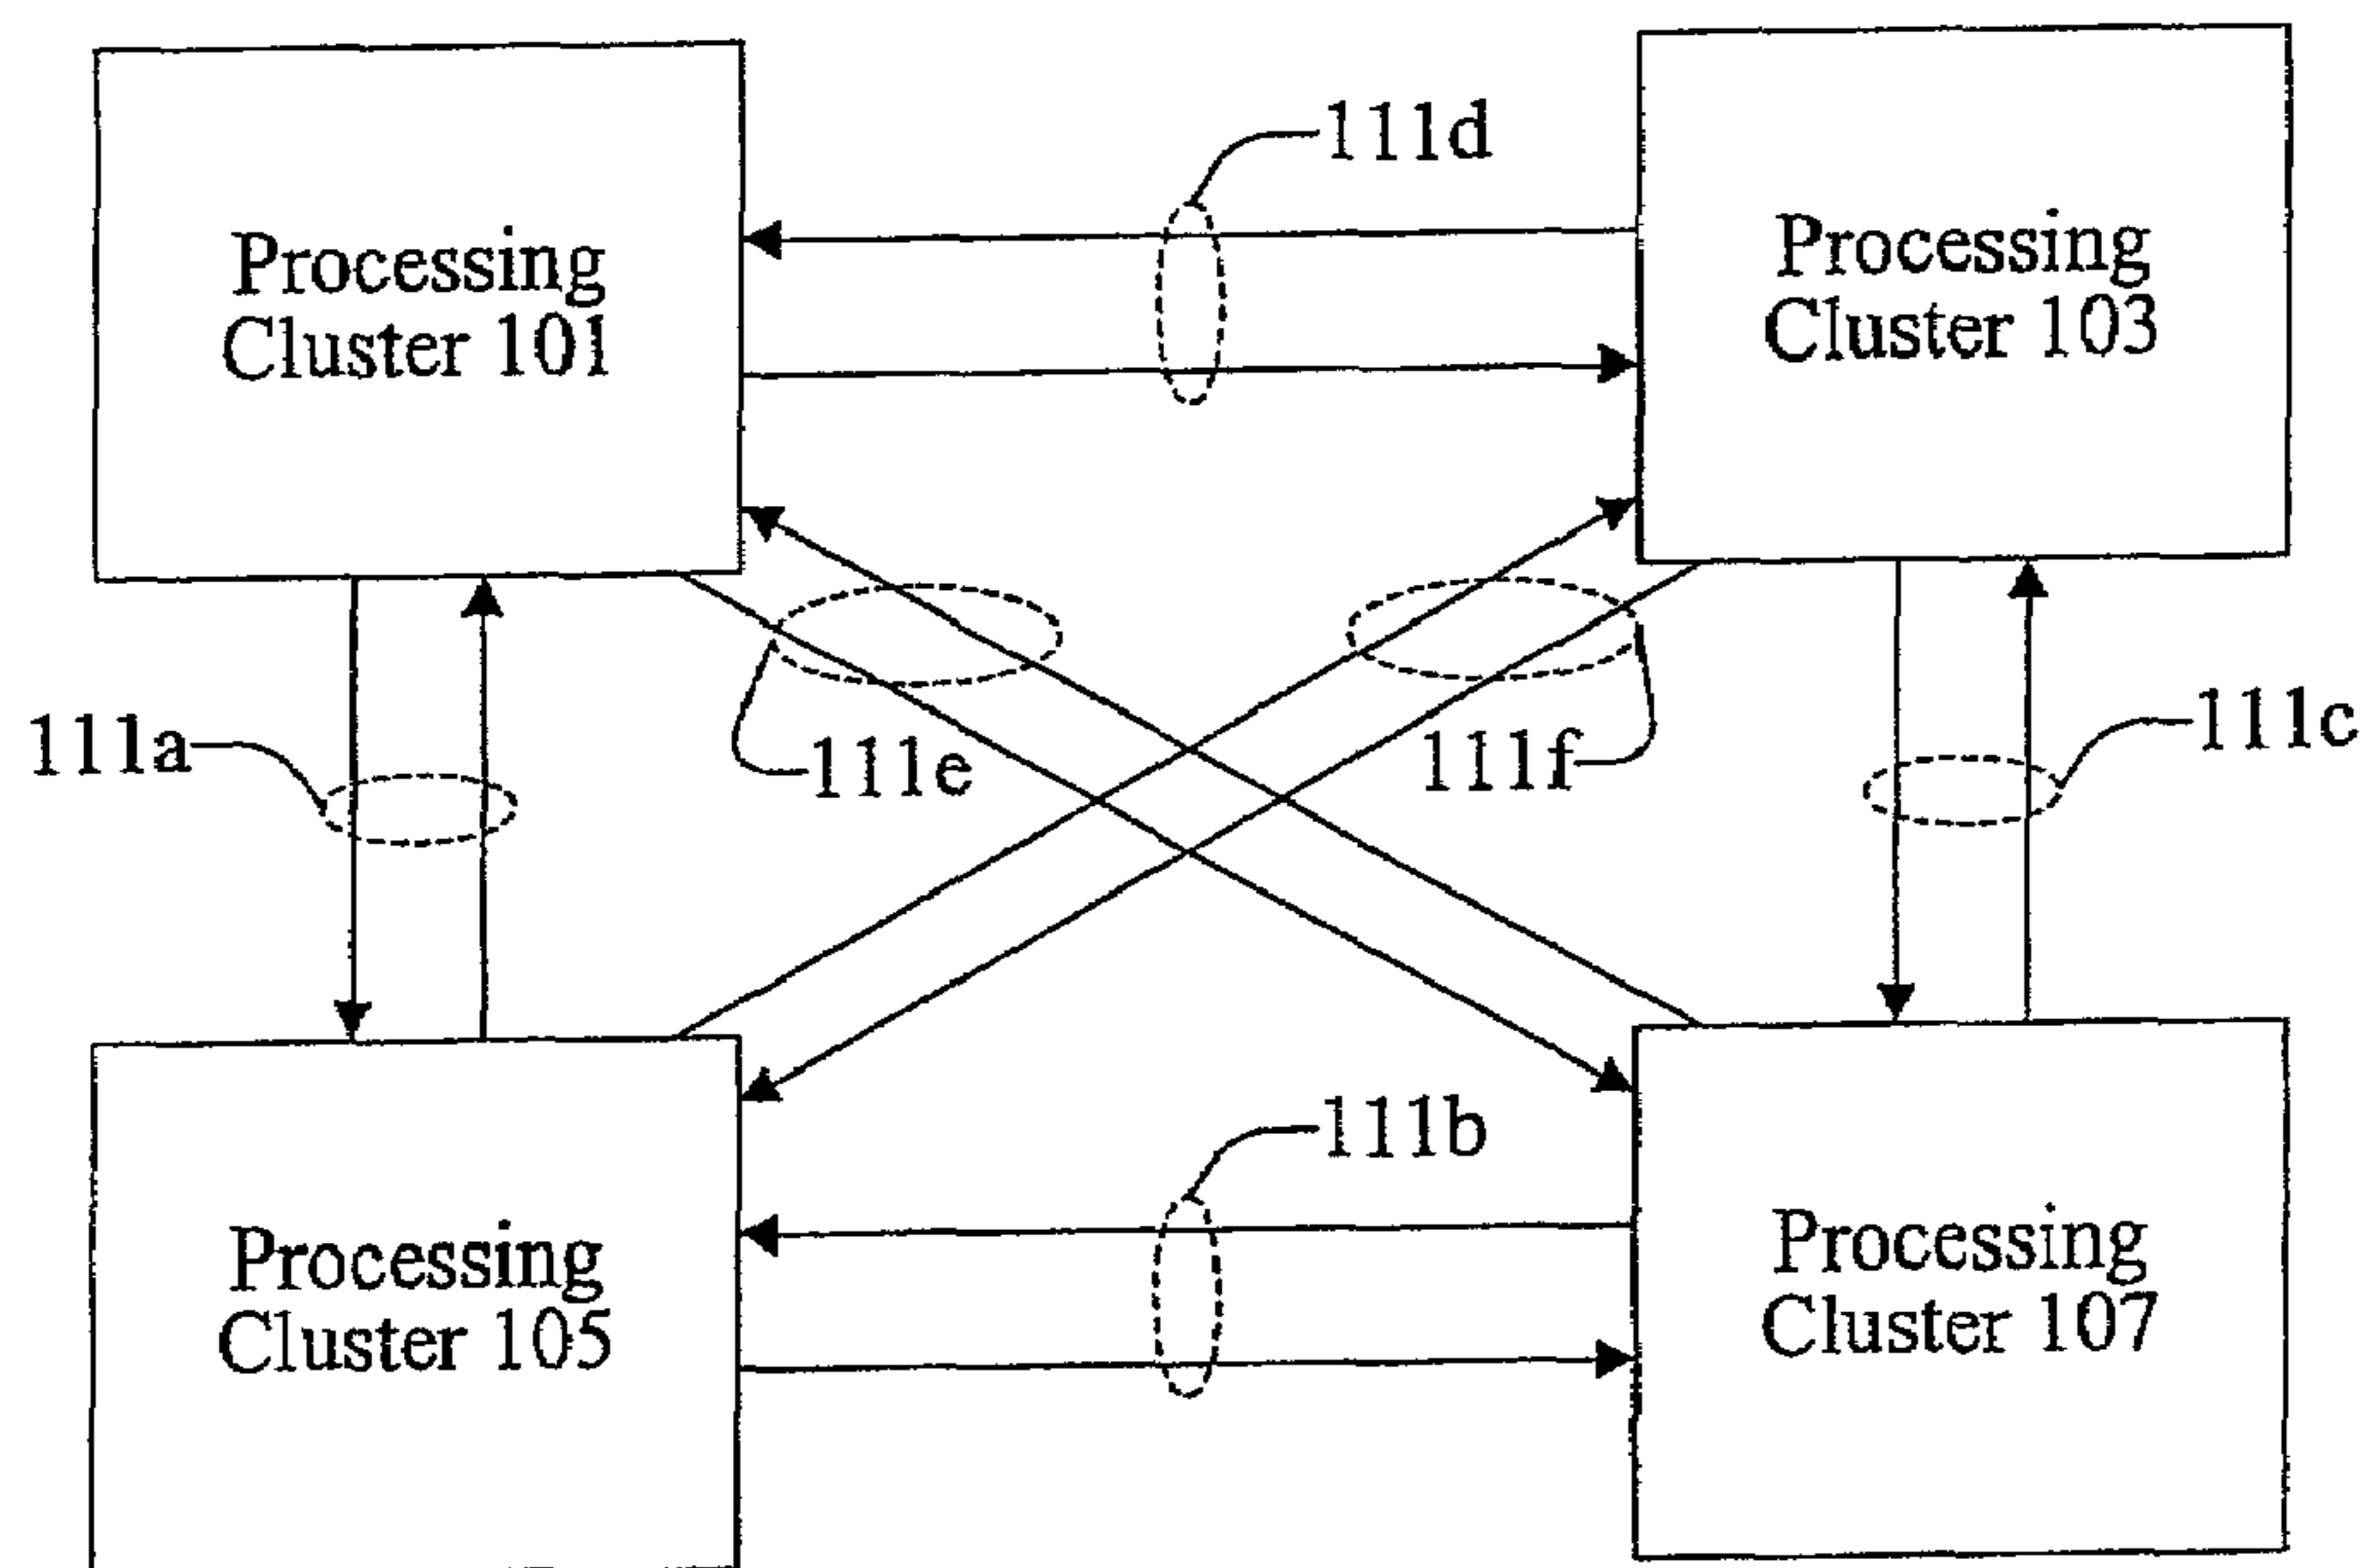 111d
Processing
Cluster 101
Processing
Cluster 103
111a
111e
111f
111c
111b
Processing
Cluster 105
Processing
Cluster 107